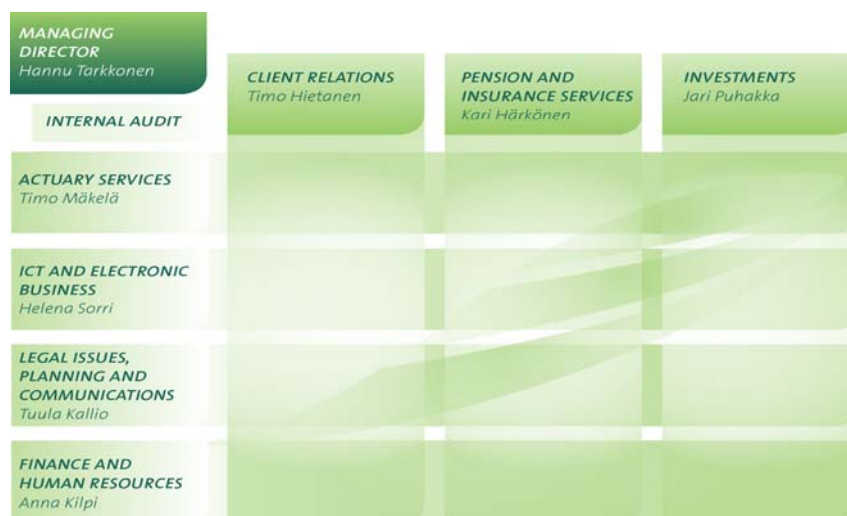 MANAGING
DIRECTOR
Hannu Tarkkonen
INTERNAL AUDIT
CLIENT RELATIONS
Timo Hietanen
PENSION AND
INSURANCE SERVICES
Kari Härkönen
INVESTMENTS
Jari Puhakka
ACTUARY SERVICES
Timo Mäkelä
ICT AND ELECTRONIC
BUSINESS
Helena Sorri
LEGAL ISSUES,
PLANNING AND
COMMUNICATIONS
Tuula Kallio
FINANCE AND
HUMAN RESOURCES
Anna Kilpi